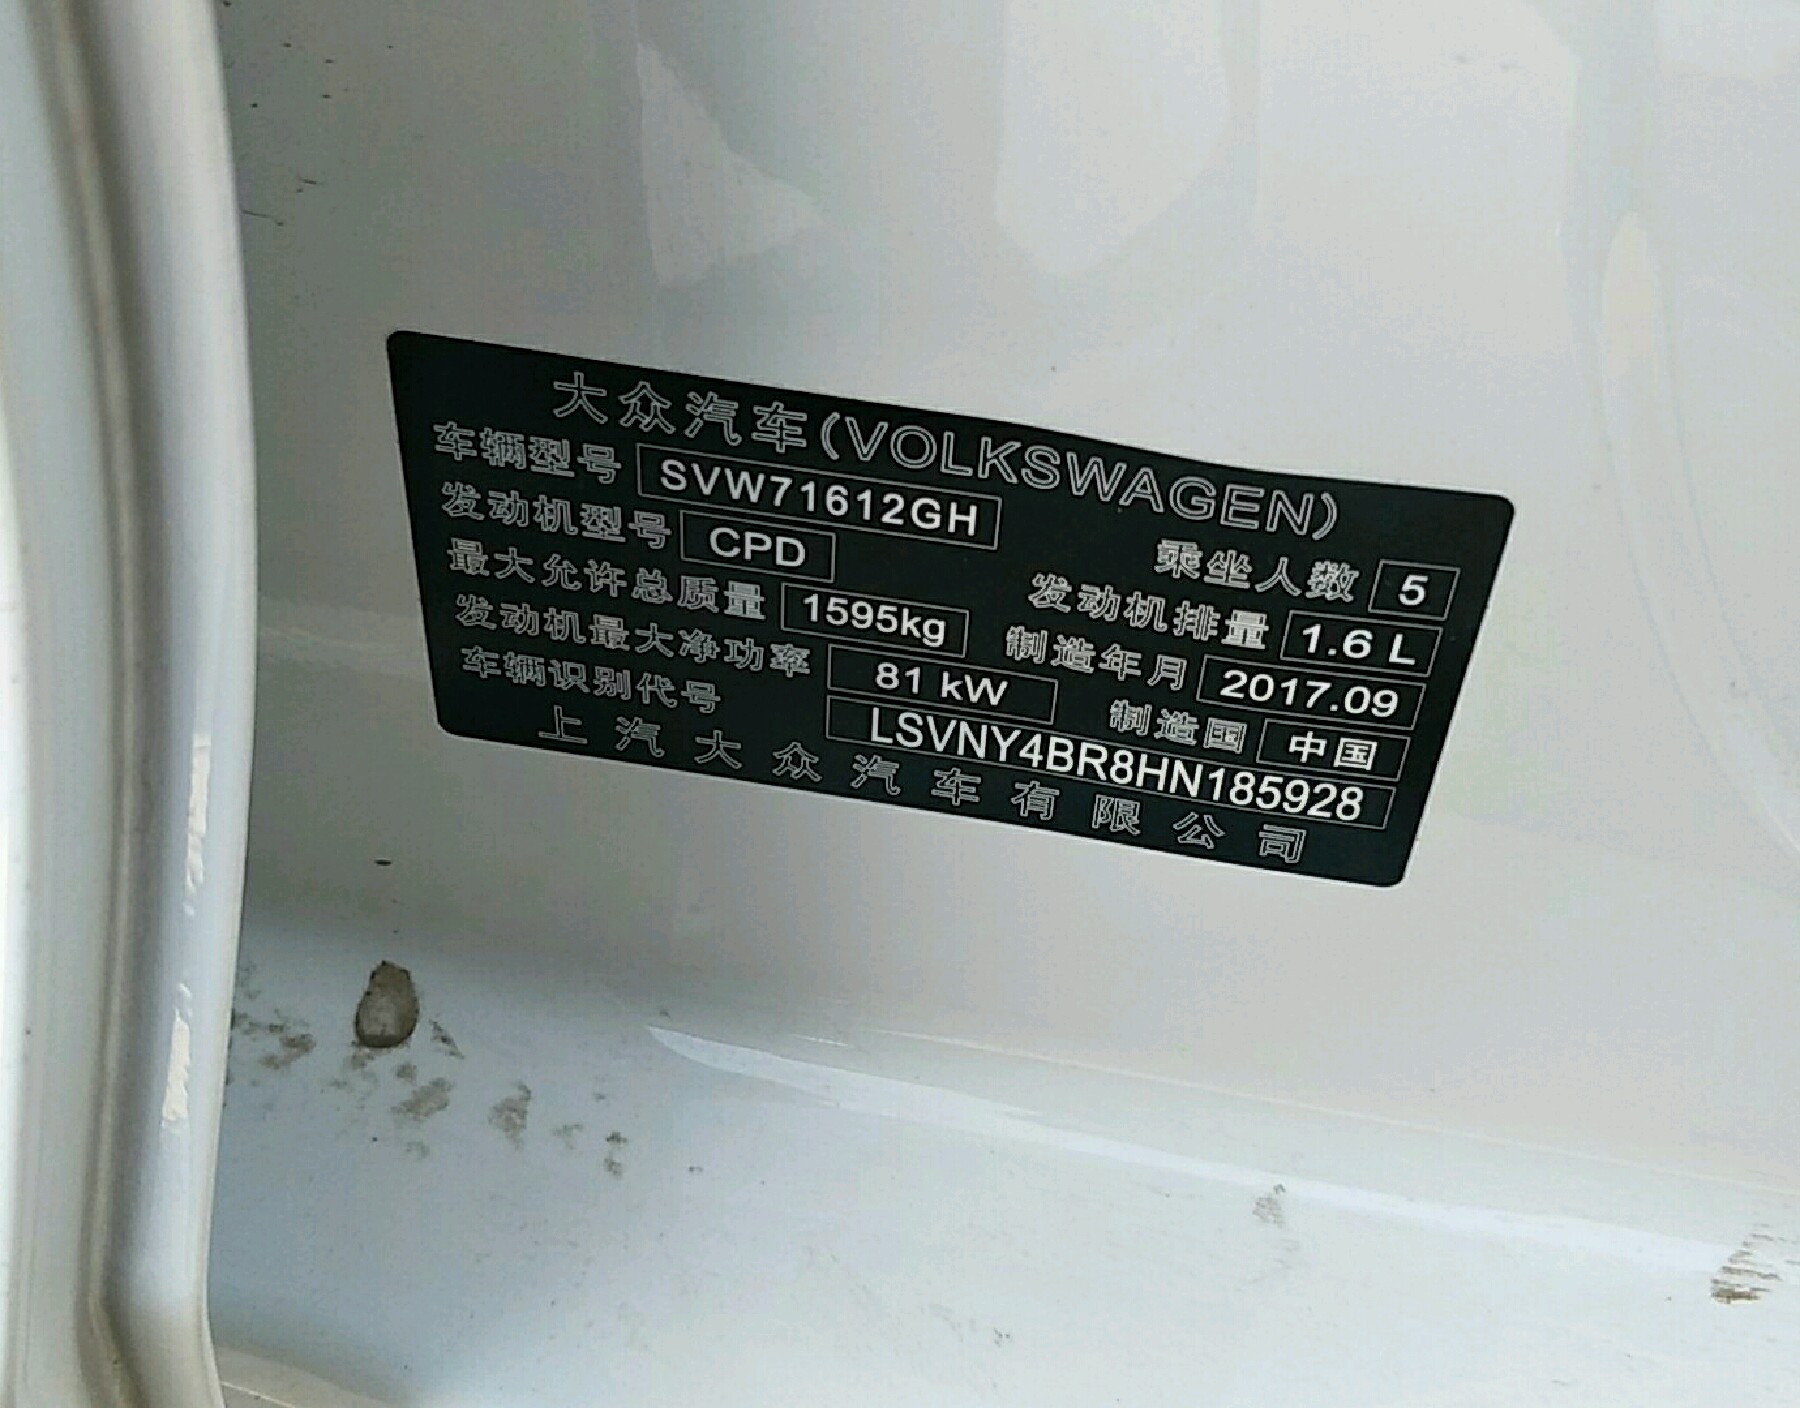 大众汽车(VOLKSWAGEN)
车辆型号 SVW71612GH 乘坐人数 5
发动机型号 CPD 发动机排量 1.6 L
最大允许总质量 1595kg 制造年月 2017.09
发动机最大净功率 81 kW 制造国 中国
车辆识别代号 LSVNY4BR8HN185928
上汽大众汽车有限公司